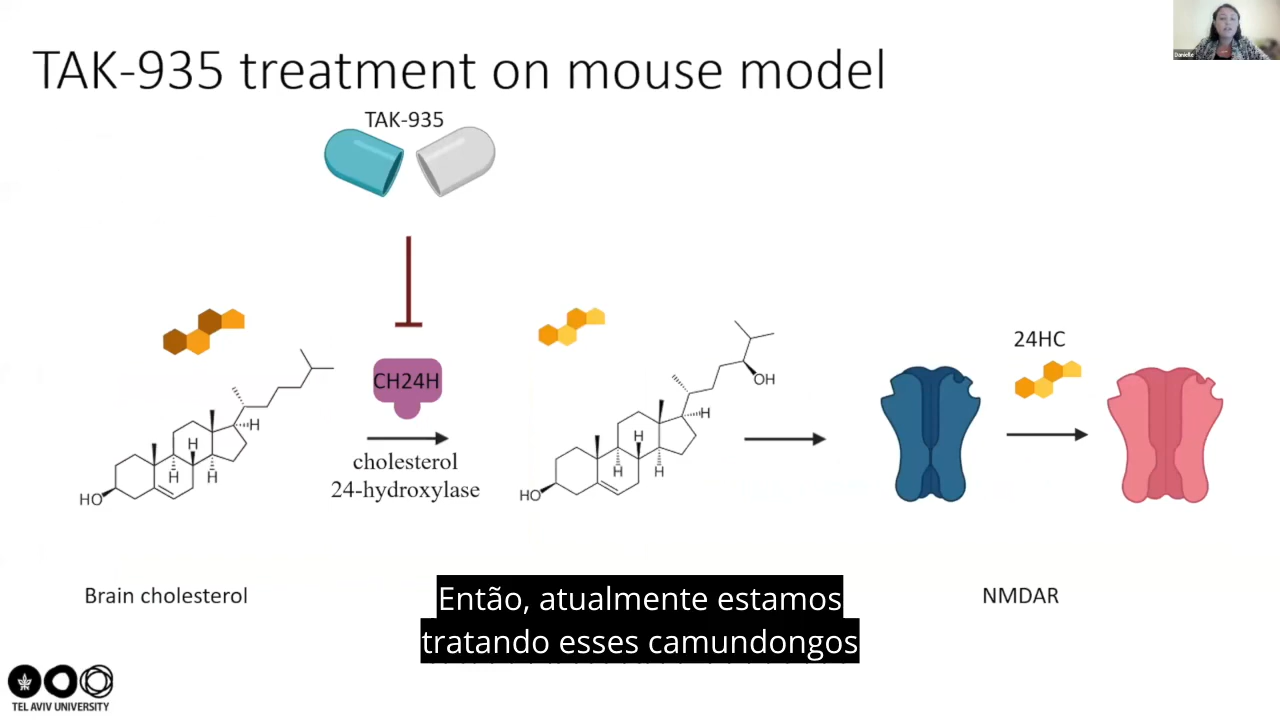 TAK-935 treatment on mouse model
Danielle
TAK-935
CH24H
cholesterol
24-hydroxylase
HO
H
H
H
H
HO
H
H
H
H
OH
24HC
Brain cholesterol
NMDAR
Então, atualmente estamos
tratando esses camundongos
TEL AVIV UNIVERSITY